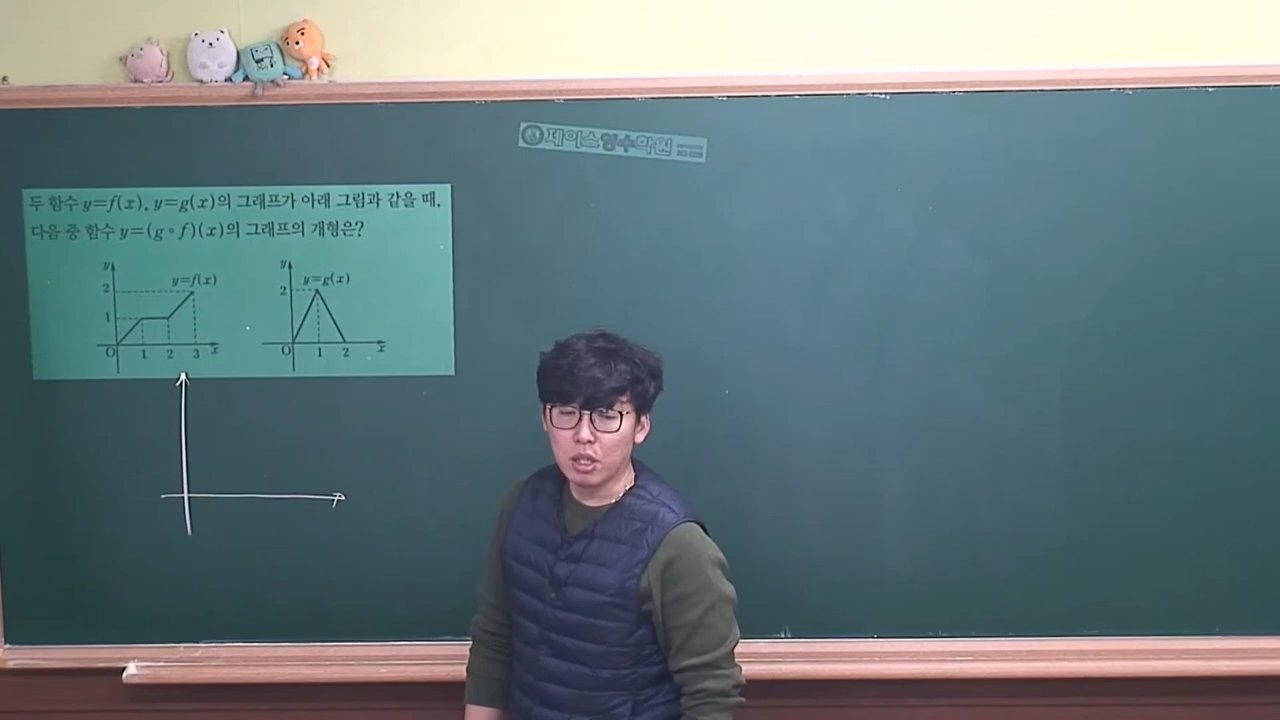 제이스영수학원
두 함수 y=f(x), y=g(x)의 그래프가 아래 그림과 같을 때,
다음 중 함수 y=(g∘f)(x)의 그래프의 개형은?
y
y=f(x)
2
1
O 1 2 3 x
y
y=g(x)
2
O 1 2 x